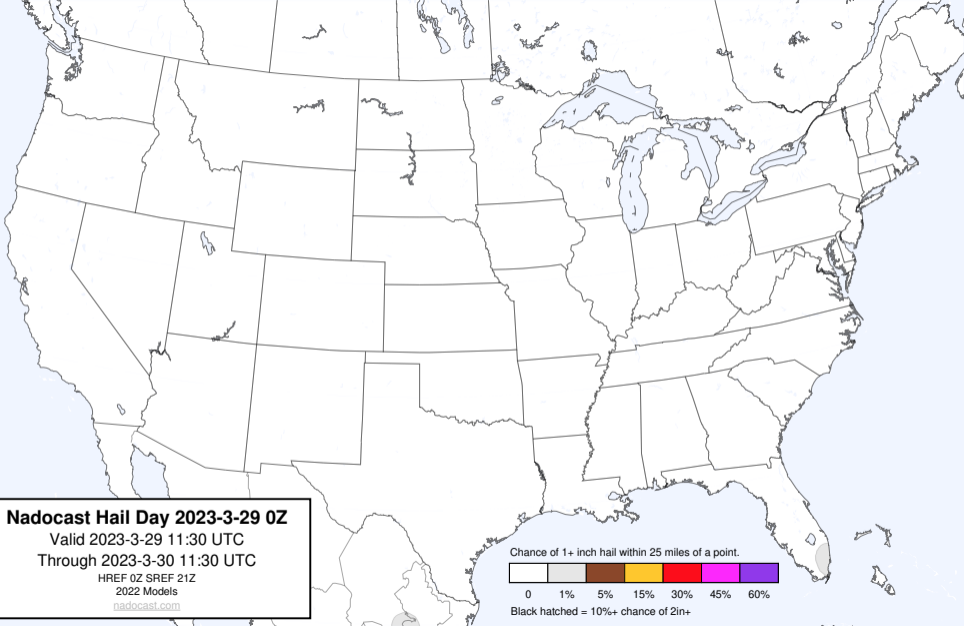 Nadocast Hail Day 2023-3-29 0Z
Valid 2023-3-29 11:30 UTC
Through 2023-3-30 11:30 UTC
HREF 0Z SREF 21Z
2022 Models
nadocast.com
Chance of 1+ inch hail within 25 miles of a point.
0 1% 5% 15% 30% 45% 60%
Black hatched = 10%+ chance of 2in+